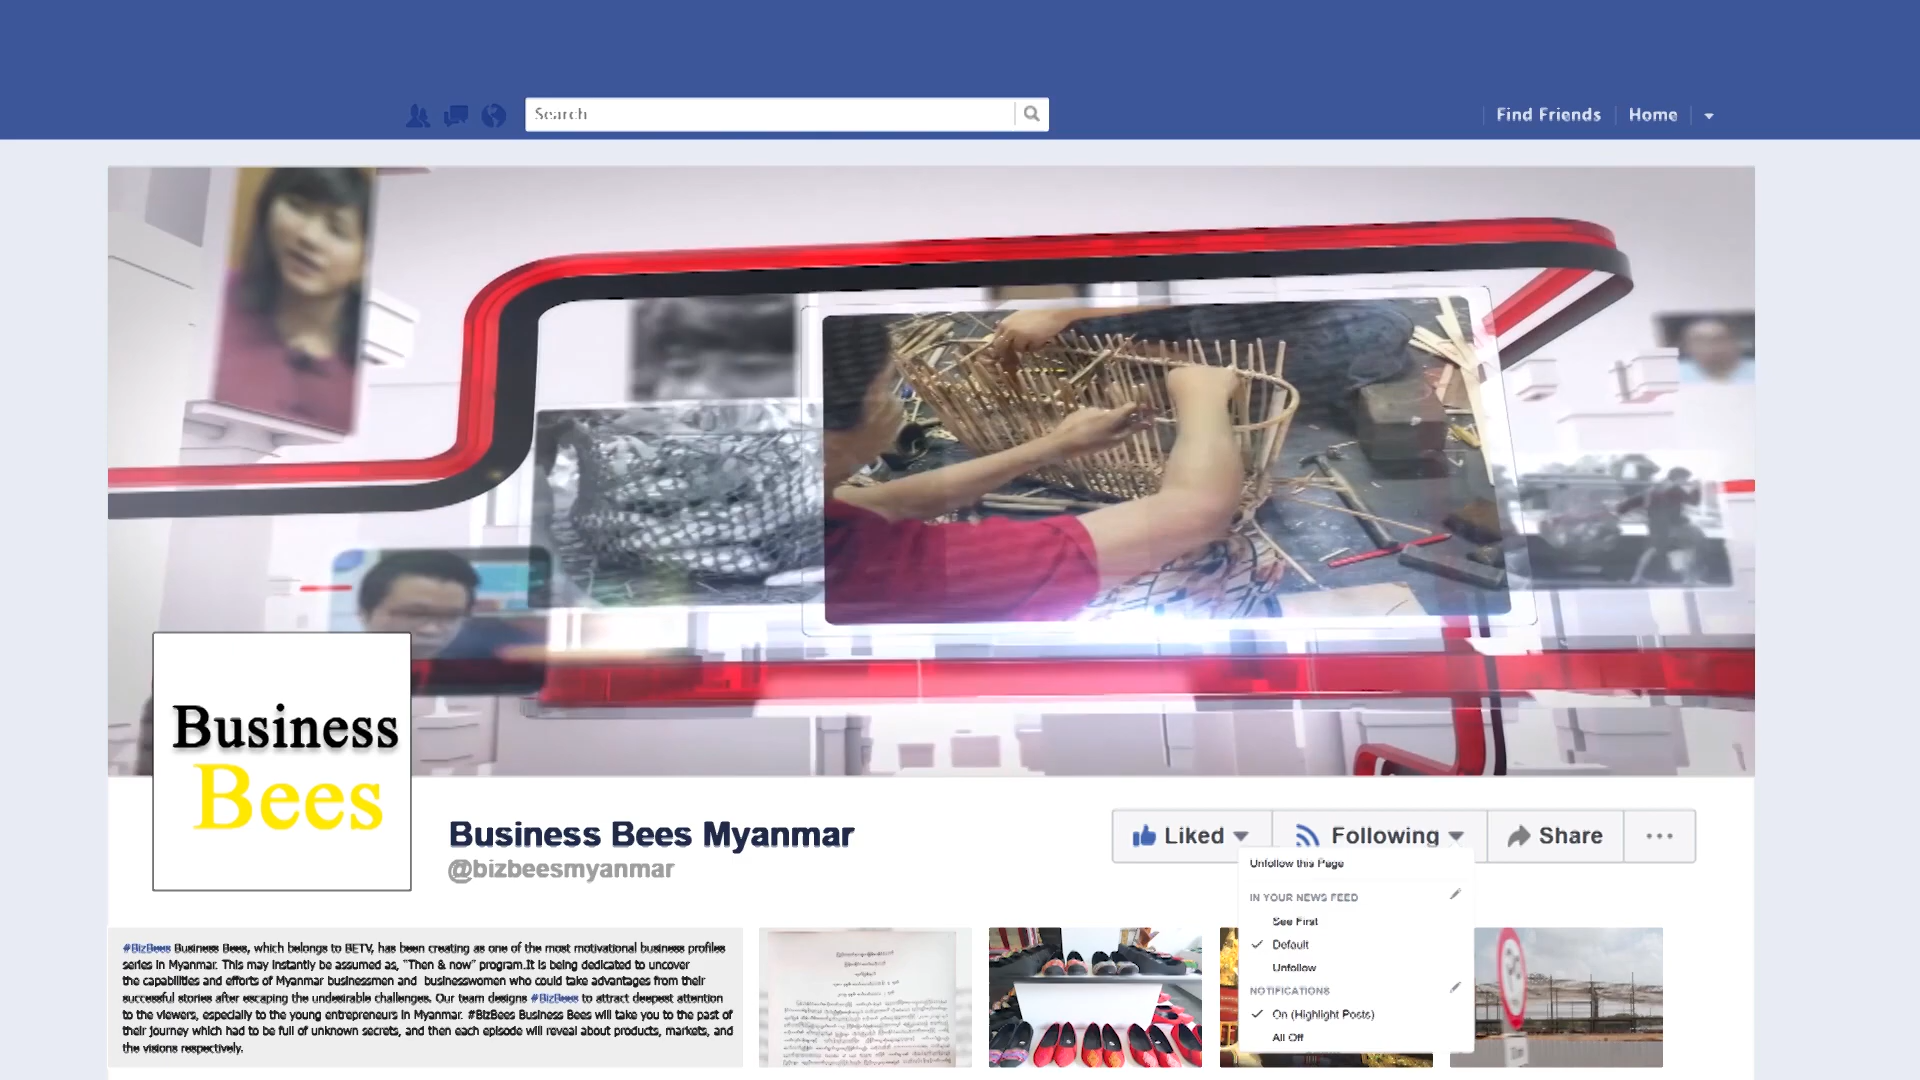 Search
Find Friends
Home
Business
Bees
Business Bees Myanmar
@bizbeesmyanmar
Liked
Following
Share
Unfollow this Page
IN YOUR NEWS FEED
See First
Default
Unfollow
NOTIFICATIONS
On (Highlight Posts)
All Off
#BizBees Business Bees, which belongs to BETV, has been creating as one of the most motivational business profiles
series in Myanmar. This may instantly be assumed as, "Then & now" program.It is being dedicated to uncover
the capabilities and efforts of Myanmar businessmen and businesswomen who could take advantages from their
successful stories after escaping the undesirable challenges. Our team designs #BizBees to attract deepest attention
to the viewers, especially to the young entrepreneurs in Myanmar. #BizBees Business Bees will take you to the past of
their journey which had to be full of unknown secrets, and then each episode will reveal about products, markets, and
the visions respectively.